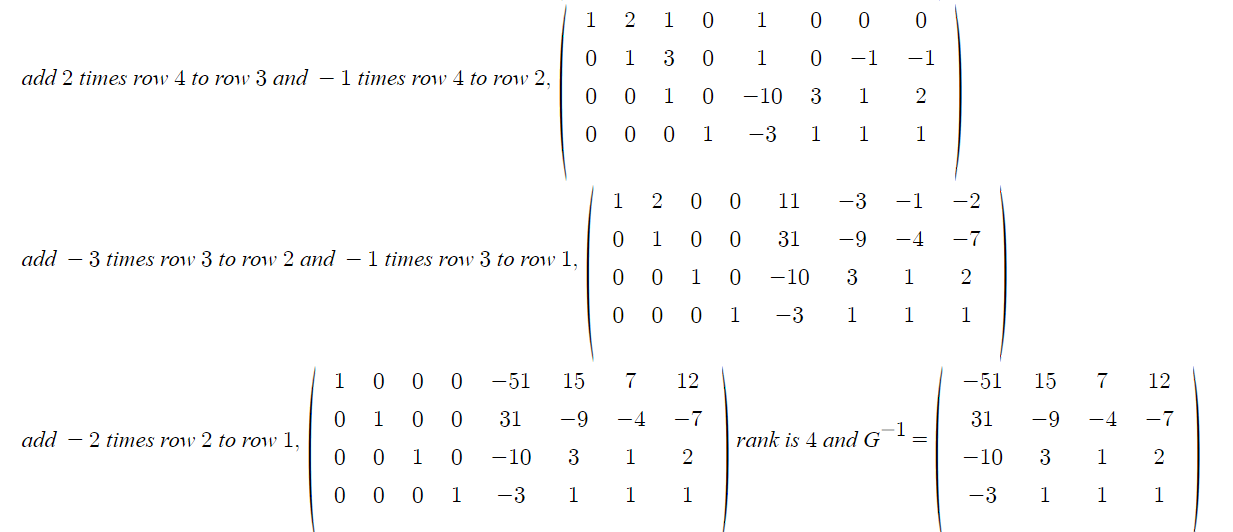 1 2 1 0 1 0 0 0
add 2 times row 4 to row 3 and − 1 times row 4 to row 2, 0 1 3 0 1 0 −1 −1
0 0 1 0 −10 3 1 2
0 0 0 1 −3 1 1 1
1 2 0 0 11 −3 −1 −2
add − 3 times row 3 to row 2 and − 1 times row 3 to row 1, 0 1 0 0 31 −9 −4 −7
0 0 1 0 −10 3 1 2
0 0 0 1 −3 1 1 1
1 0 0 0 −51 15 7 12 −51 15 7 12
add − 2 times row 2 to row 1, 0 1 0 0 31 −9 −4 −7 rank is 4 and G^−1 = 31 −9 −4 −7
0 0 1 0 −10 3 1 2 −10 3 1 2
0 0 0 1 −3 1 1 1 −3 1 1 1